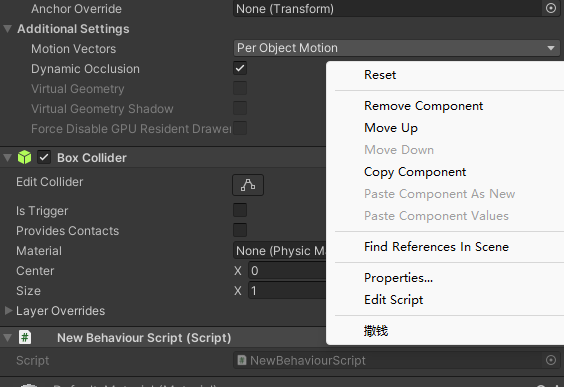 Anchor Override None (Transform)
Additional Settings
Motion Vectors Per Object Motion
Dynamic Occlusion
Virtual Geometry
Virtual Geometry Shadow
Force Disable GPU Resident Drawer
Box Collider
Edit Collider
Is Trigger
Provides Contacts
Material None (Physic Ma
Center X 0
Size X 1
Layer Overrides
New Behaviour Script (Script)
Script NewBehaviourScript
Reset
Remove Component
Move Up
Move Down
Copy Component
Paste Component As New
Paste Component Values
Find References In Scene
Properties...
Edit Script
撒钱